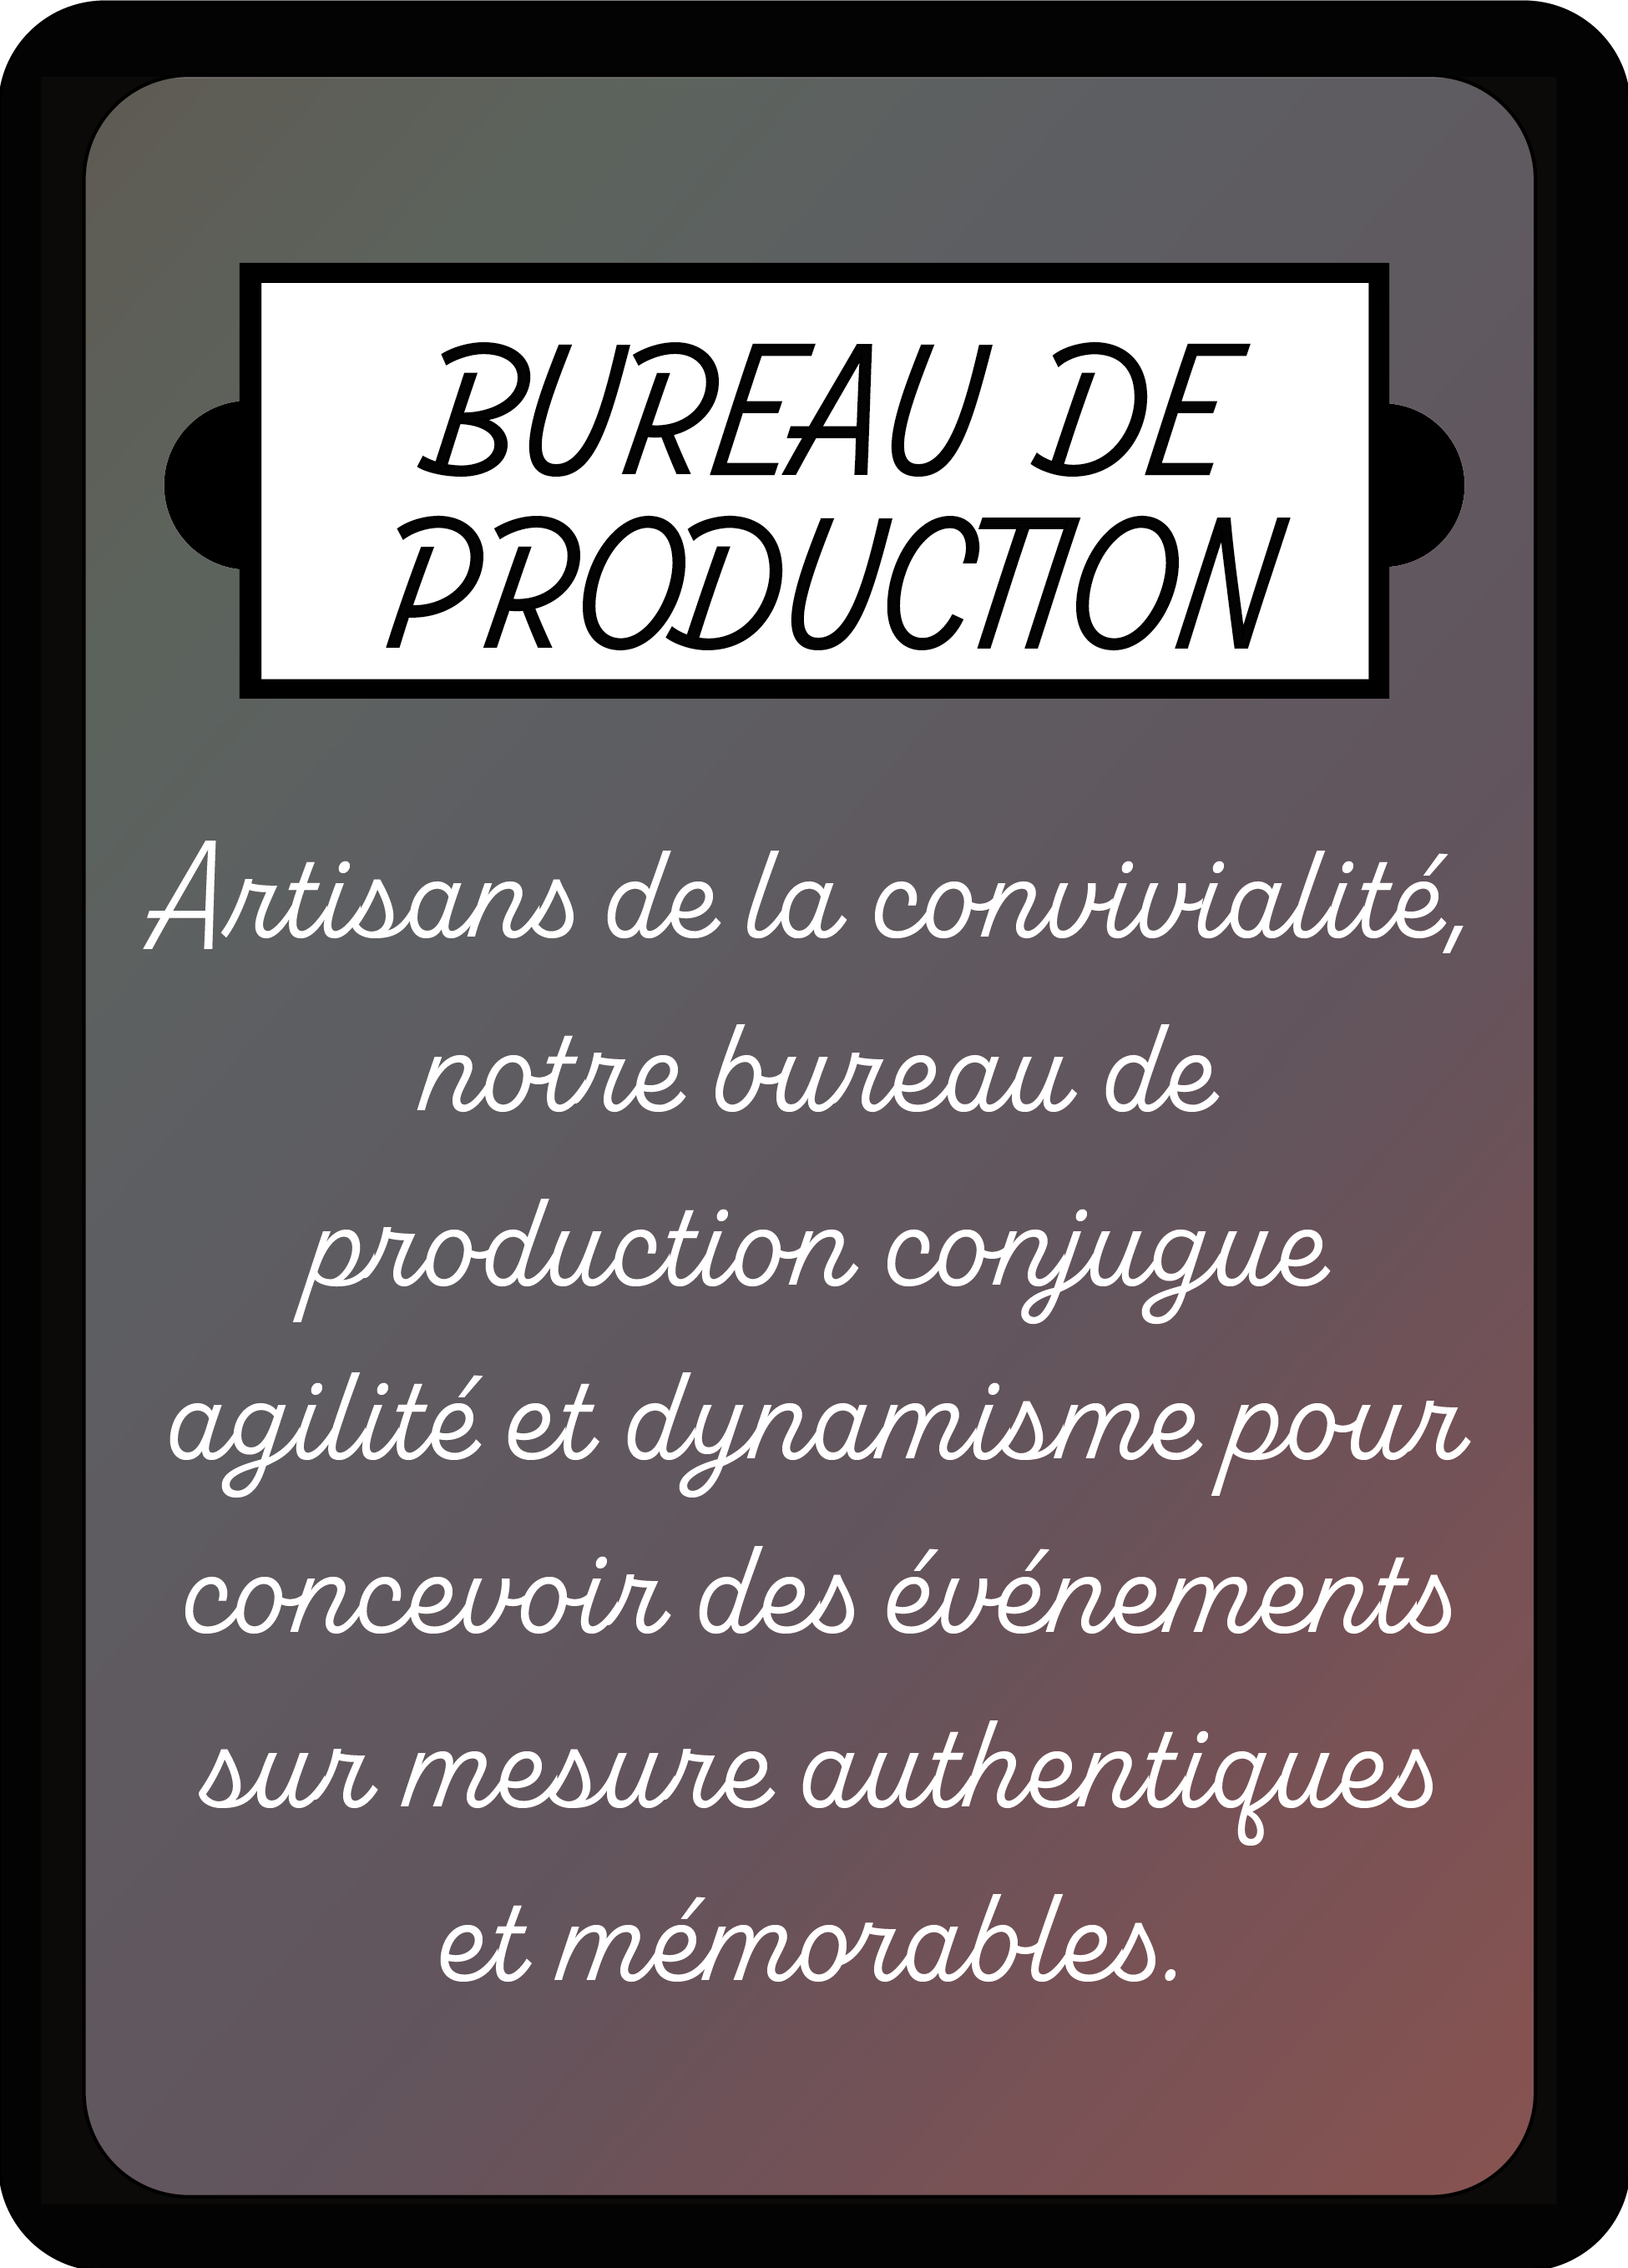 BUREAU DE
PRODUCTION
Artisans de la convivialité,
notre bureau de
production conjugue
agilité et dynamisme pour
concevoir des événements
sur mesure authentiques
et mémorables.